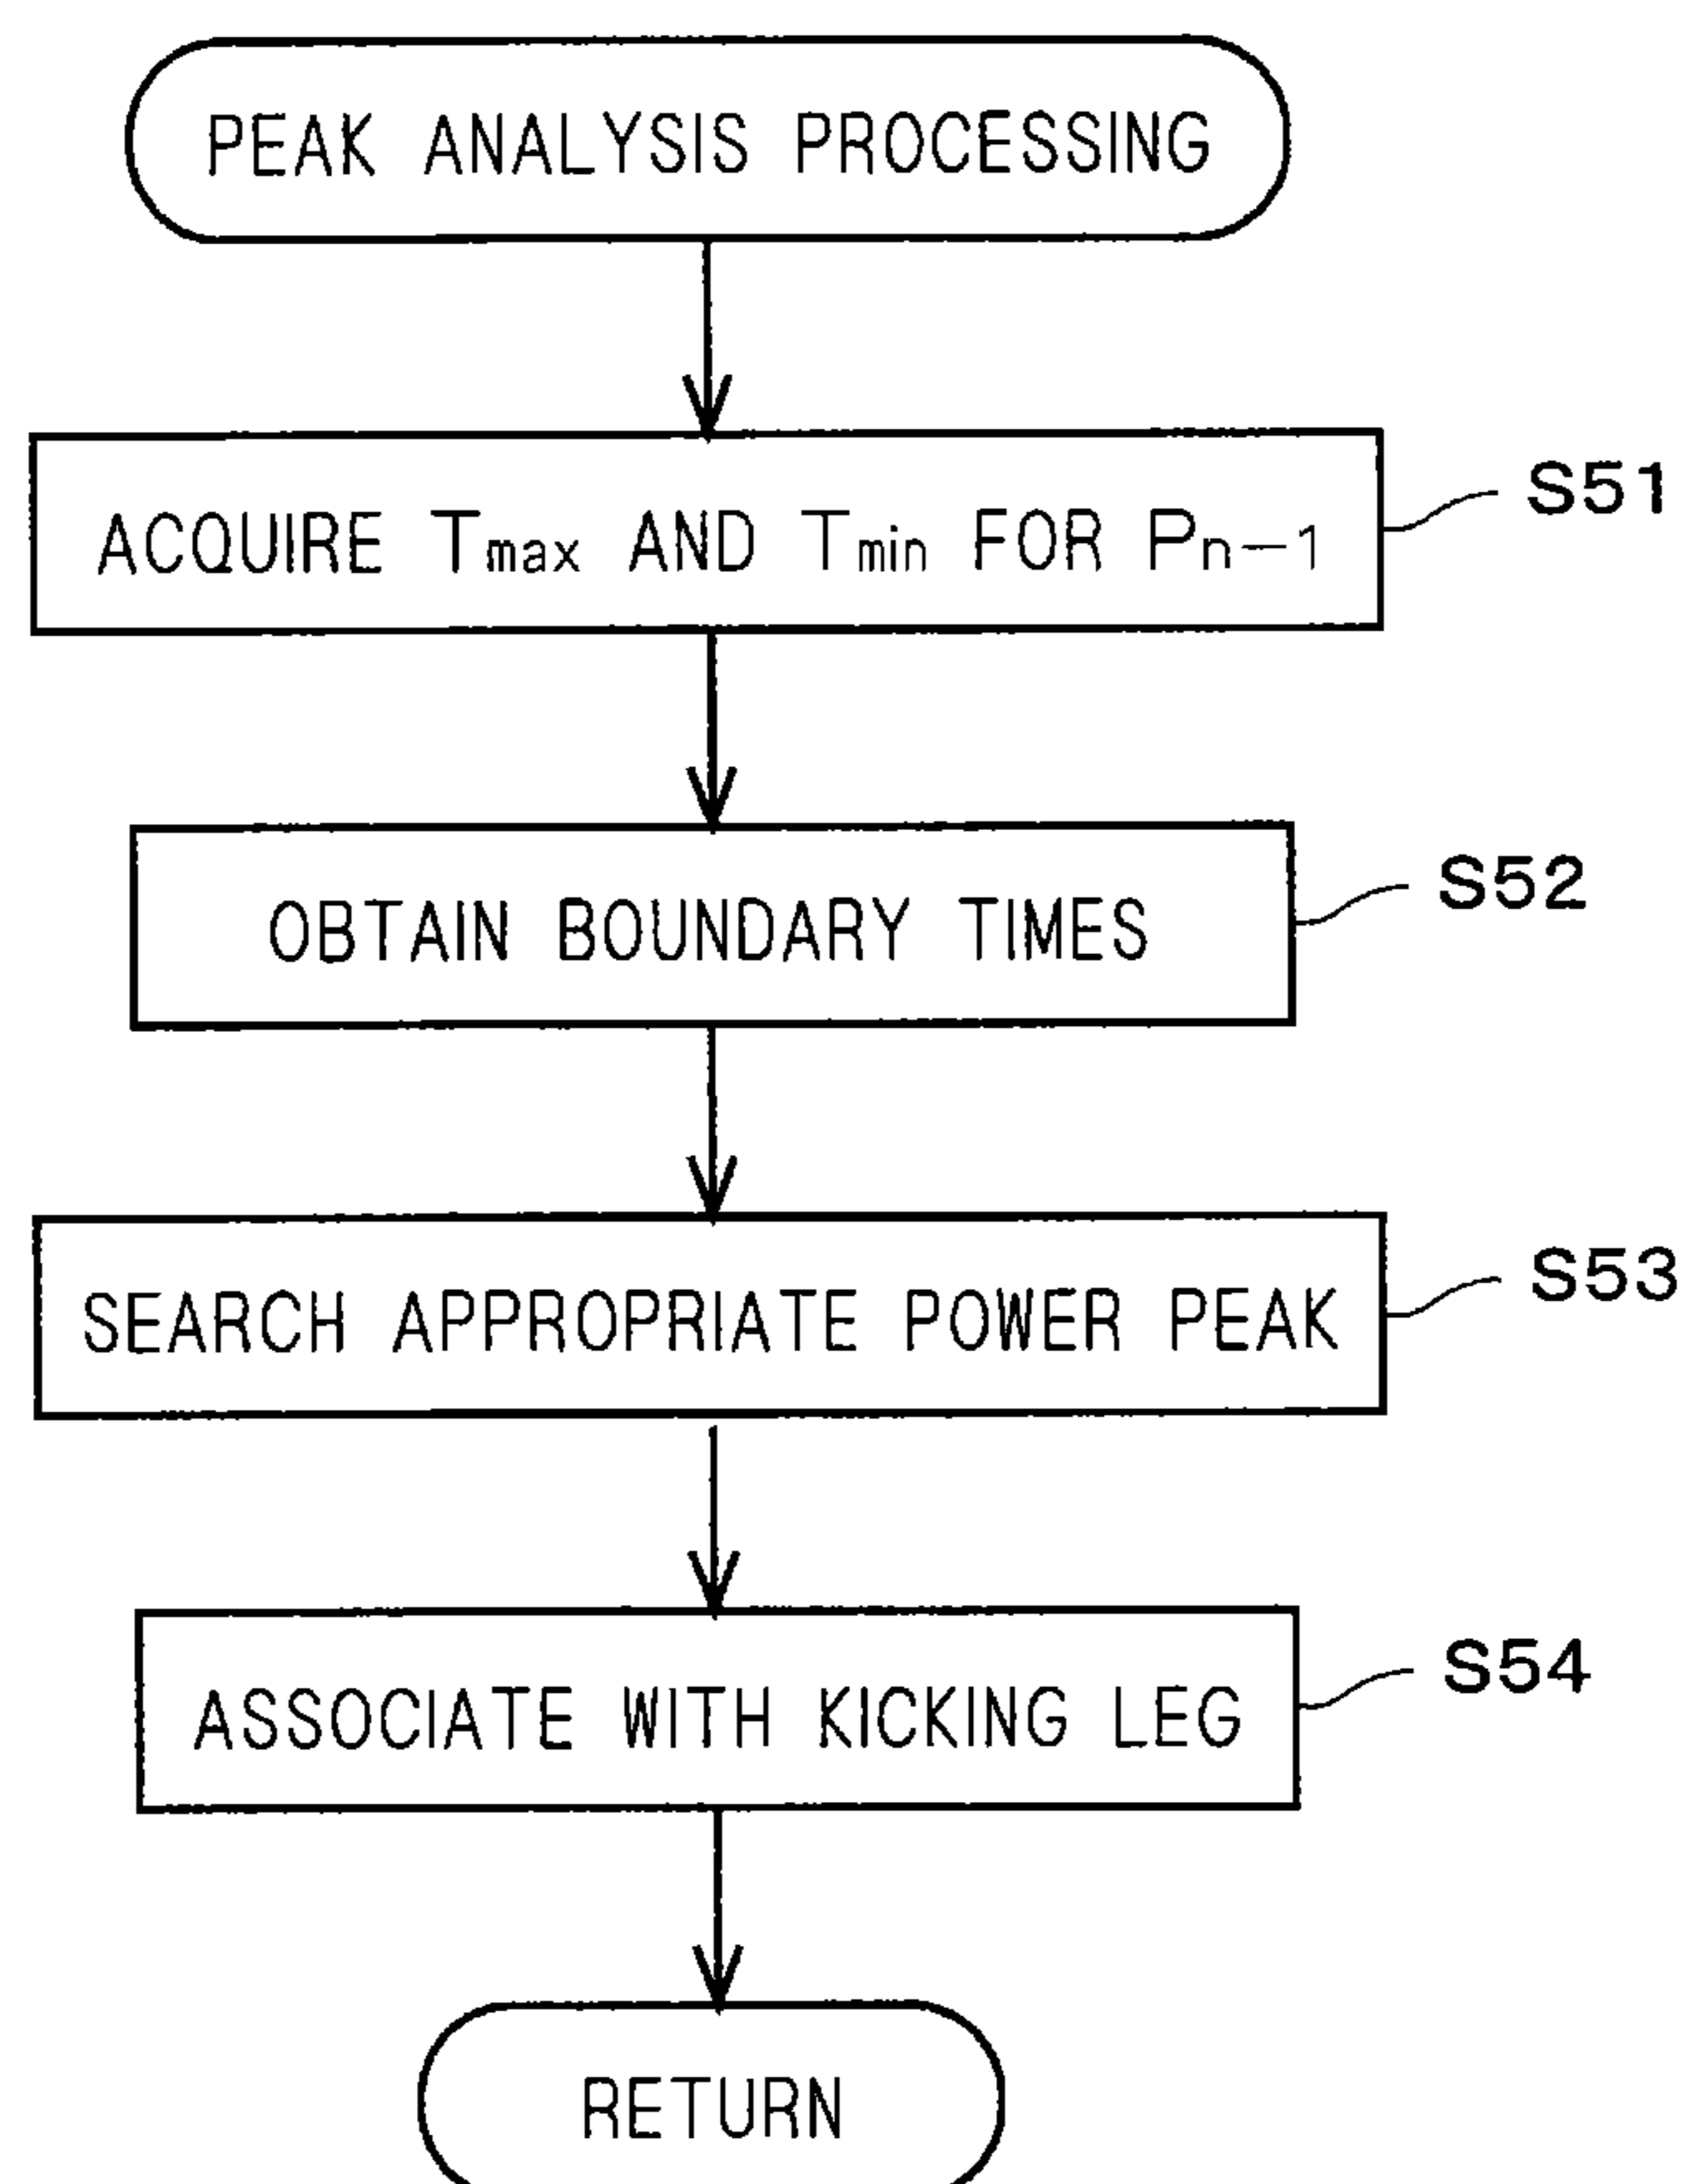 PEAK ANALYSIS PROCESSING
ACQUIRE Tmax AND Tmin FOR Pn-1
S51
OBTAIN BOUNDARY TIMES
S52
SEARCH APPROPRIATE POWER PEAK
S53
ASSOCIATE WITH KICKING LEG
S54
RETURN